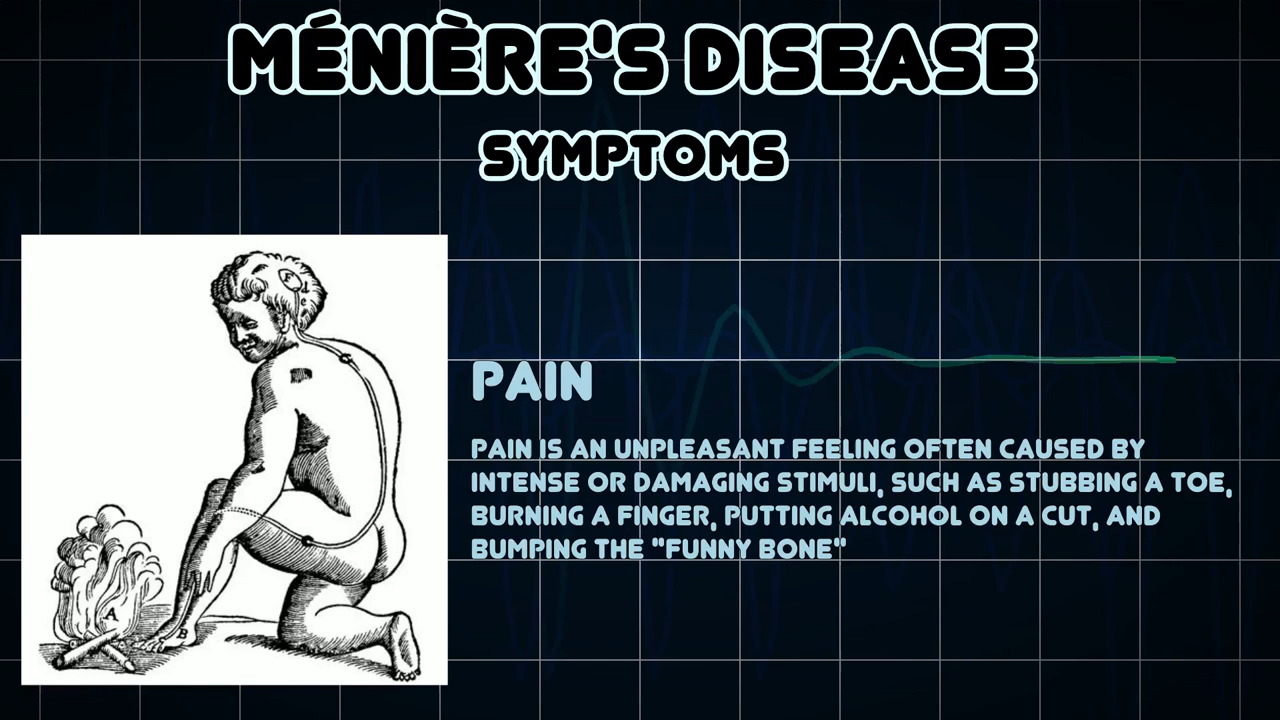 MÉNIÈRE'S DISEASE
SYMPTOMS
PAIN
PAIN IS AN UNPLEASANT FEELING OFTEN CAUSED BY
INTENSE OR DAMAGING STIMULI, SUCH AS STUBBING A TOE,
BURNING A FINGER, PUTTING ALCOHOL ON A CUT, AND
BUMPING THE "FUNNY BONE"
A
B